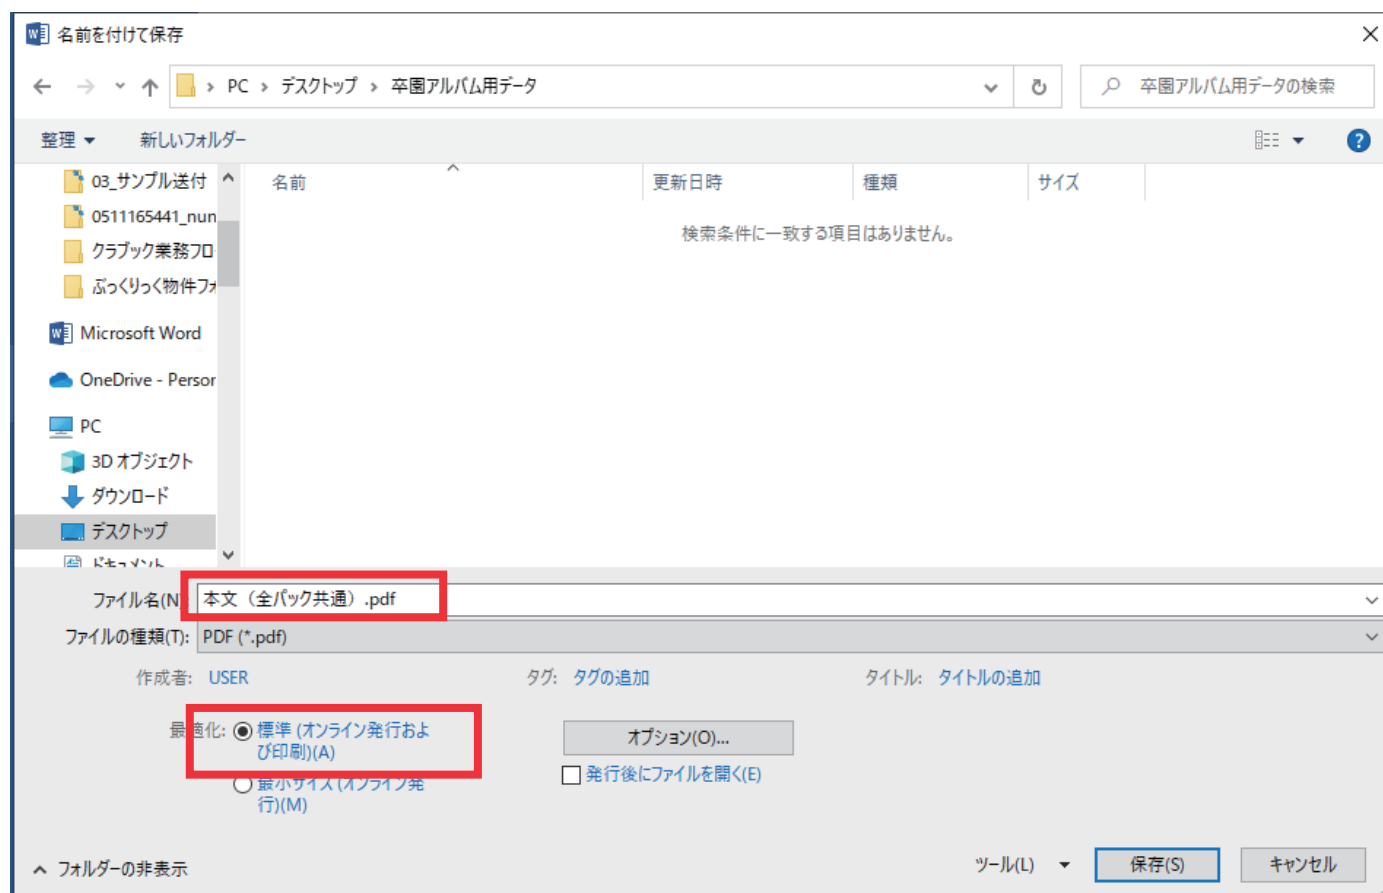 名前を付けて保存
PC › デスクトップ › 卒園アルバム用データ
卒園アルバム用データの検索
整理
新しいフォルダー
名前
更新日時
種類
サイズ
検索条件に一致する項目はありません。
03_サンプル送付
0511165441_nun
クラブック業務フロ
ぶっくりっく物件フォ
Microsoft Word
OneDrive - Person
PC
3D オブジェクト
ダウンロード
デスクトップ
ドキュメント
ファイル名(N): 本文（全パック共通）.pdf
ファイルの種類(T): PDF (*.pdf)
作成者: USER
タグ: タグの追加
タイトル: タイトルの追加
最適化:
標準 (オンライン発行およ
び印刷)(A)
最小サイズ (オンライン発
行)(M)
オプション(O)...
発行後にファイルを開く(E)
フォルダーの非表示
ツール(L)
保存(S)
キャンセル